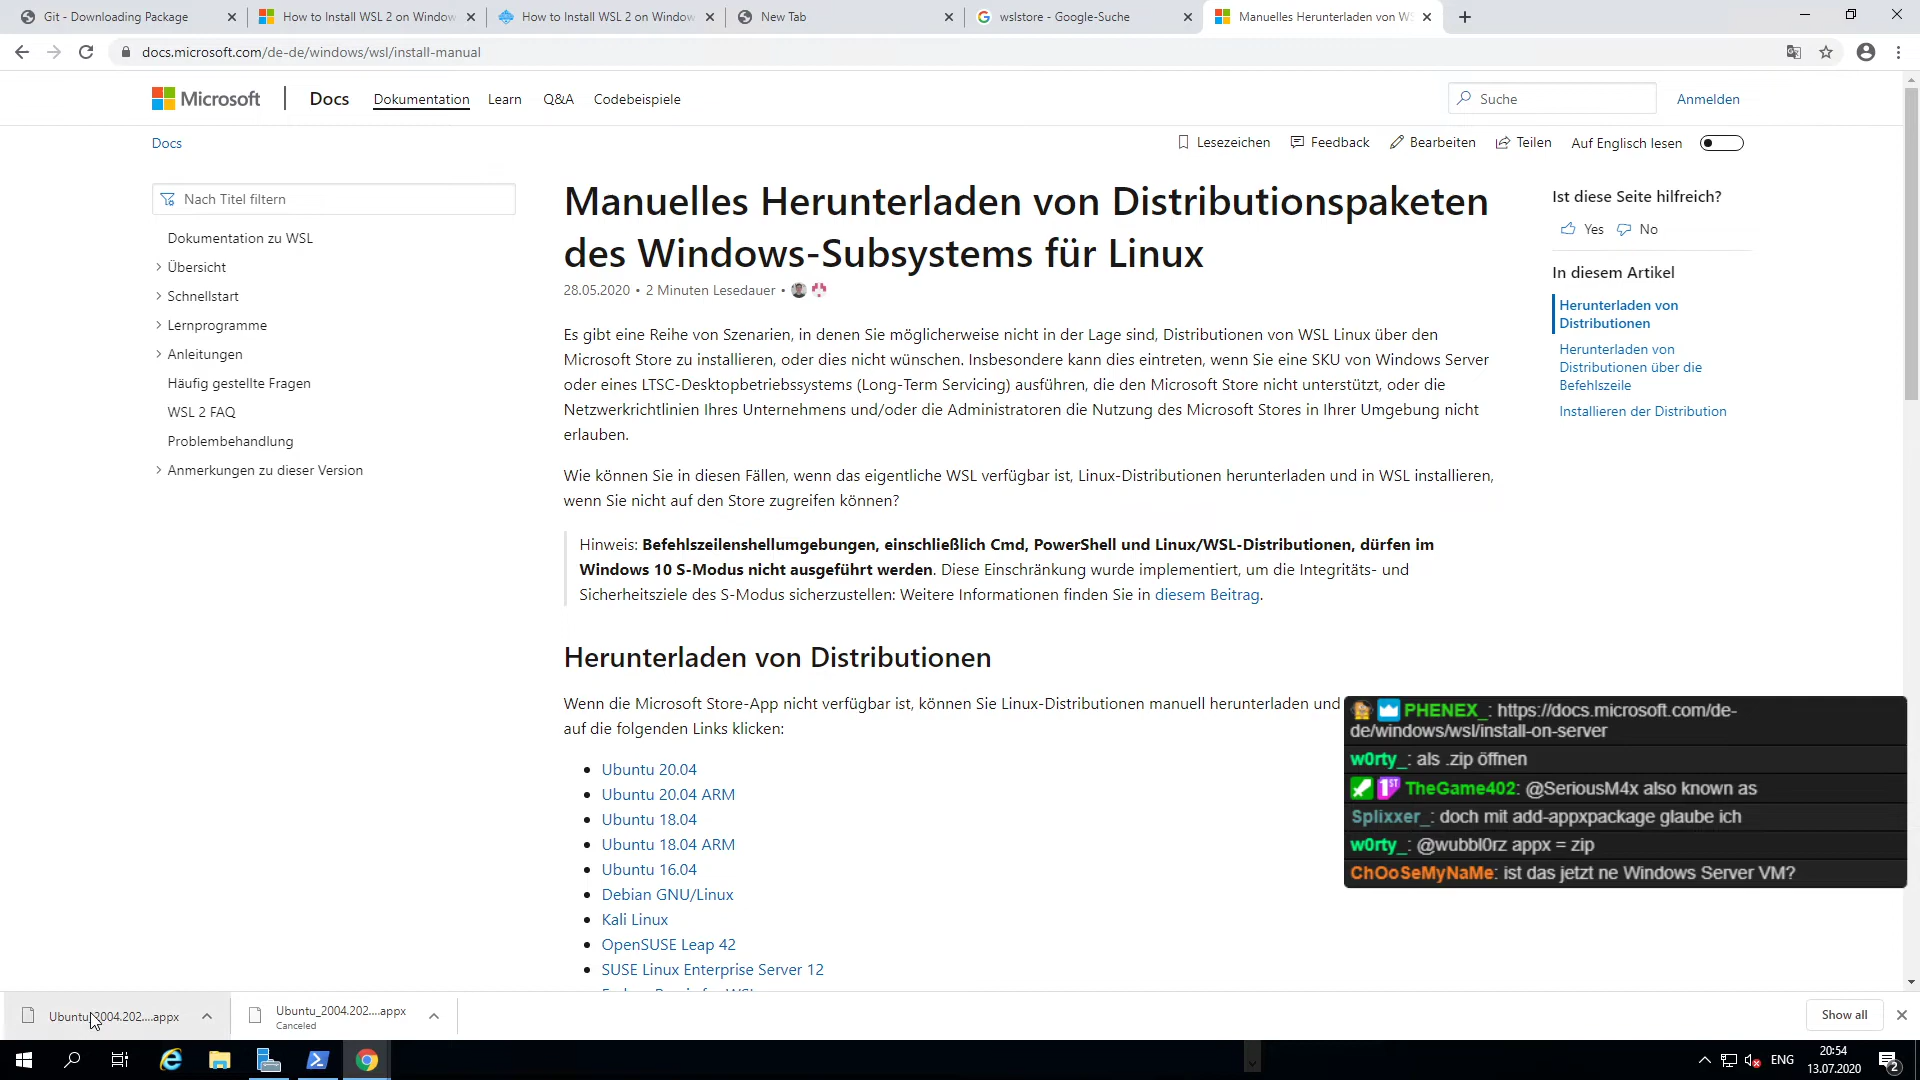 Git - Downloading Package
How to Install WSL 2 on Window
How to Install WSL 2 on Window
New Tab
wslstore - Google-Suche
Manuelles Herunterladen von WS
docs.microsoft.com/de-de/windows/wsl/install-manual
Microsoft
Docs
Dokumentation
Learn
Q&A
Codebeispiele
Suche
Anmelden
Docs
Lesezeichen
Feedback
Bearbeiten
Teilen
Auf Englisch lesen
Nach Titel filtern
Dokumentation zu WSL
Übersicht
Schnellstart
Lernprogramme
Anleitungen
Häufig gestellte Fragen
WSL 2 FAQ
Problembehandlung
Anmerkungen zu dieser Version
Manuelles Herunterladen von Distributionspaketen
des Windows-Subsystems für Linux
28.05.2020 • 2 Minuten Lesedauer •
Es gibt eine Reihe von Szenarien, in denen Sie möglicherweise nicht in der Lage sind, Distributionen von WSL Linux über den
Microsoft Store zu installieren, oder dies nicht wünschen. Insbesondere kann dies eintreten, wenn Sie eine SKU von Windows Server
oder eines LTSC-Desktopbetriebssystems (Long-Term Servicing) ausführen, die den Microsoft Store nicht unterstützt, oder die
Netzwerkrichtlinien Ihres Unternehmens und/oder die Administratoren die Nutzung des Microsoft Stores in Ihrer Umgebung nicht
erlauben.
Wie können Sie in diesen Fällen, wenn das eigentliche WSL verfügbar ist, Linux-Distributionen herunterladen und in WSL installieren,
wenn Sie nicht auf den Store zugreifen können?
Hinweis: Befehlszeilenshellumgebungen, einschließlich Cmd, PowerShell und Linux/WSL-Distributionen, dürfen im
Windows 10 S-Modus nicht ausgeführt werden. Diese Einschränkung wurde implementiert, um die Integritäts- und
Sicherheitsziele des S-Modus sicherzustellen: Weitere Informationen finden Sie in diesem Beitrag.
Herunterladen von Distributionen
Wenn die Microsoft Store-App nicht verfügbar ist, können Sie Linux-Distributionen manuell herunterladen und
auf die folgenden Links klicken:
• Ubuntu 20.04
• Ubuntu 20.04 ARM
• Ubuntu 18.04
• Ubuntu 18.04 ARM
• Ubuntu 16.04
• Debian GNU/Linux
• Kali Linux
• OpenSUSE Leap 42
• SUSE Linux Enterprise Server 12
Ist diese Seite hilfreich?
Yes
No
In diesem Artikel
Herunterladen von
Distributionen
Herunterladen von
Distributionen über die
Befehlszeile
Installieren der Distribution
PHENEX_: https://docs.microsoft.com/de-
de/windows/wsl/install-on-server
w0rty_: als .zip öffnen
1ST TheGame402: @SeriousM4x also known as
Splixxer_: doch mit add-appxpackage glaube ich
w0rty_: @wubbl0rz appx = zip
ChOoSeMyNaMe: ist das jetzt ne Windows Server VM?
Ubuntu_2004.202....appx
Ubuntu_2004.202....appx
Canceled
Show all
ENG
20:54
13.07.2020
2